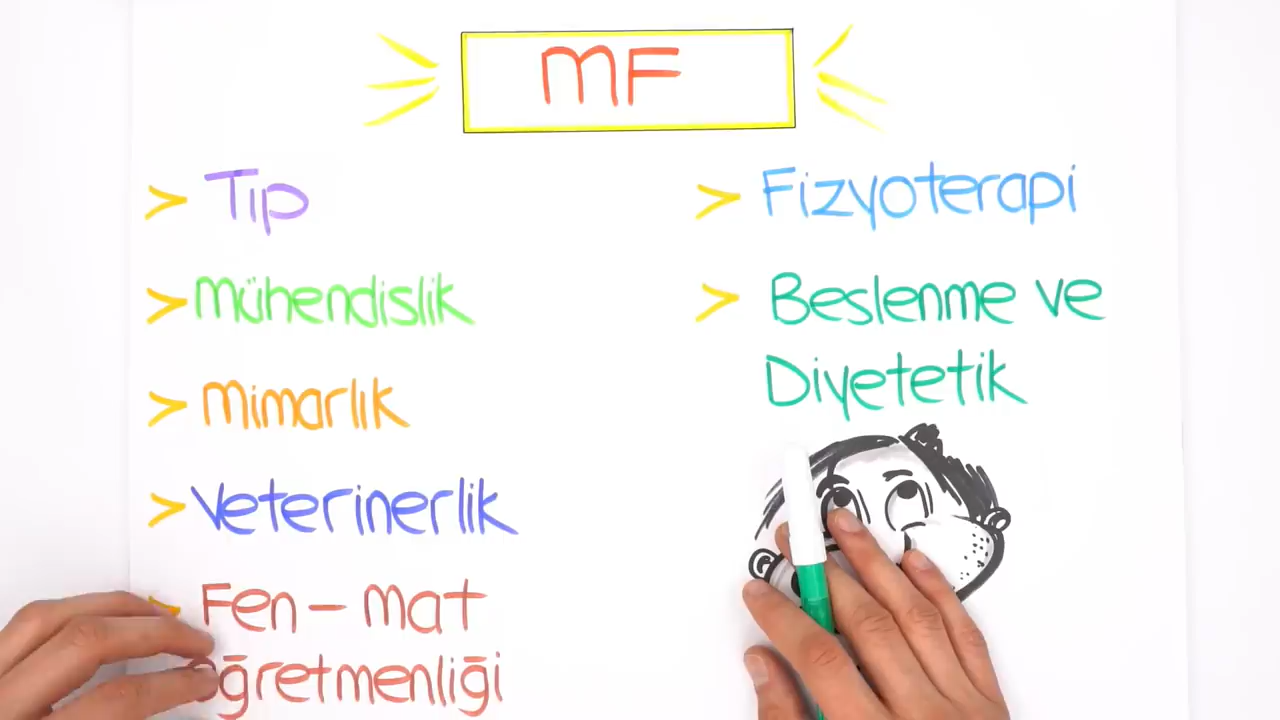 MF
Tıp
Mühendislik
Mimarlık
Veterinerlik
Fen - Mat
öğretmenliği
Fizyoterapi
Beslenme ve
Diyetetik